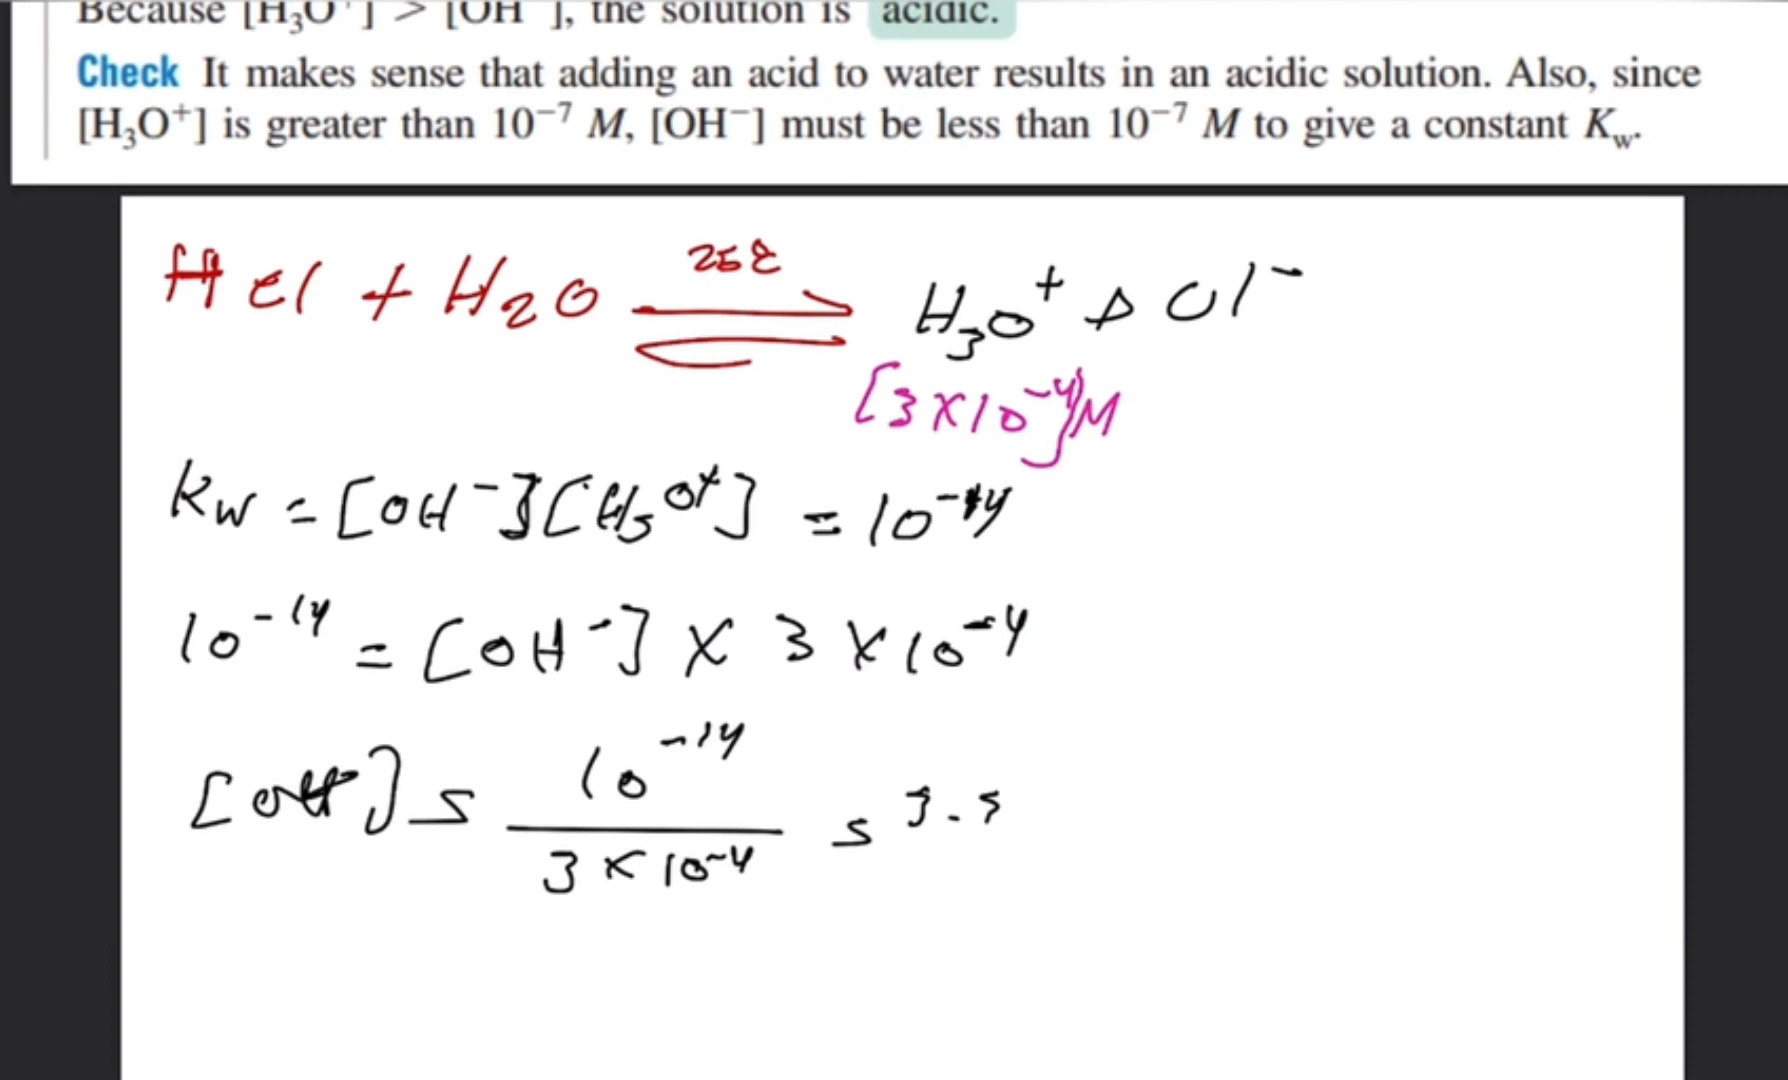 Because [H₃O⁺] > [OH⁻], the solution is acidic.
Check It makes sense that adding an acid to water results in an acidic solution. Also, since
[H₃O⁺] is greater than 10⁻⁷ M, [OH⁻] must be less than 10⁻⁷ M to give a constant Kw.
HCl + H₂O ⇌ H₃O⁺ + Cl⁻
[3×10⁻⁴]M
Kw = [OH⁻][H₃O⁺] = 10⁻¹⁴
10⁻¹⁴ = [OH⁻] × 3 × 10⁻⁴
[OH⁻] = 10⁻¹⁴ / 3 × 10⁻⁴ = 3.3